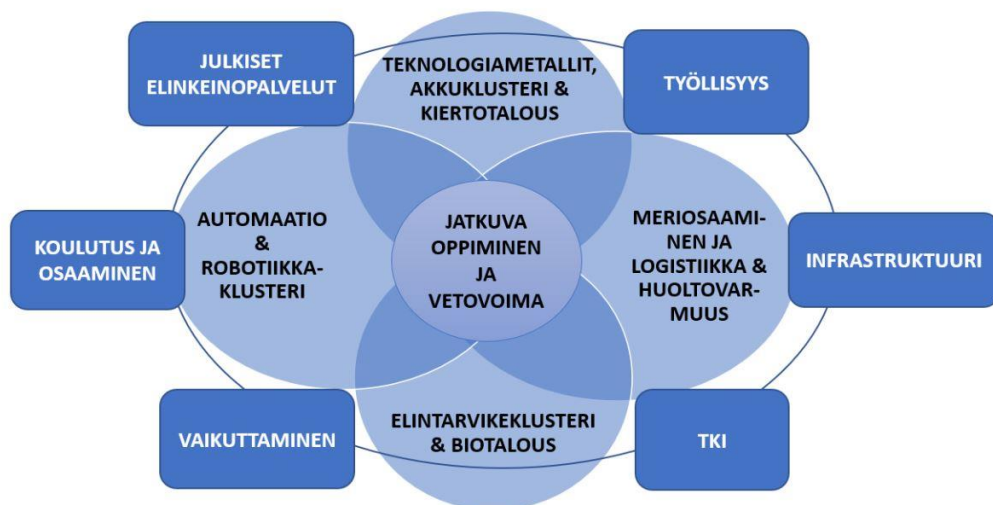 JULKISET
ELINKEINOPALVELUT
TEKNOLOGIAMETALLIT,
AKKUKLUSTERI &
KIERTOTALOUS
TYÖLLISYYS
KOULUTUS JA
OSAAMINEN
AUTOMAATIO
&
ROBOTIIKKA-
KLUSTERI
JATKUVA
OPPIMINEN
JA
VETOVOIMA
MERIOSAAMI-
NEN JA
LOGISTIIKKA &
HUOLTOVAR-
MUUS
INFRASTRUKTUURI
VAIKUTTAMINEN
ELINTARVIKEKLUSTERI
& BIOTALOUS
TKI